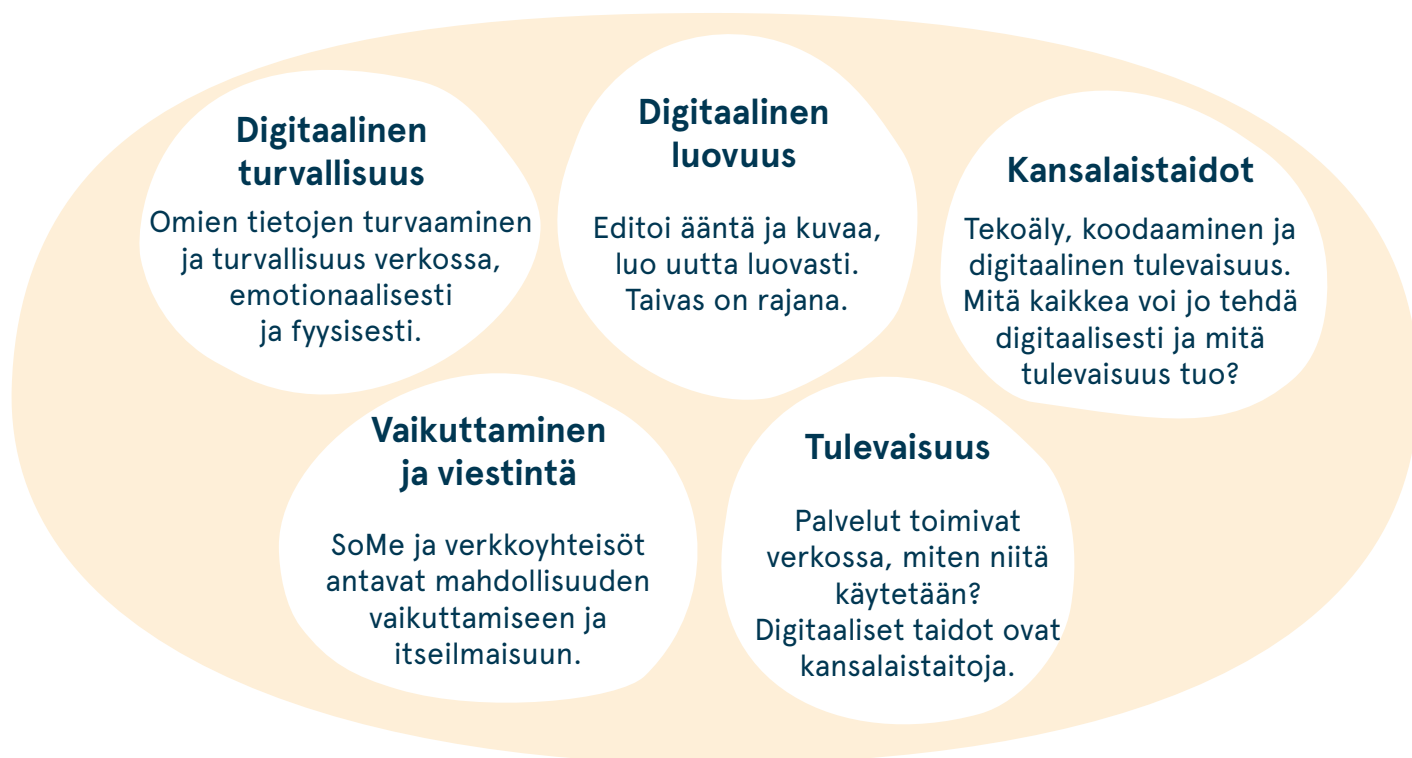 Digitaalinen
turvallisuus
Omien tietojen turvaaminen
ja turvallisuus verkossa,
emotionaalisesti
ja fyysisesti.
Digitaalinen
luovuus
Editoi ääntä ja kuvaa,
luo uutta luovasti.
Taivas on rajana.
Kansalaistaidot
Tekoäly, koodaaminen ja
digitaalinen tulevaisuus.
Mitä kaikkea voi jo tehdä
digitaalisesti ja mitä
tulevaisuus tuo?
Vaikuttaminen
ja viestintä
SoMe ja verkkoyhteisöt
antavat mahdollisuuden
vaikuttamiseen ja
itseilmaisuun.
Tulevaisuus
Palvelut toimivat
verkossa, miten niitä
käytetään?
Digitaaliset taidot ovat
kansalaistaitoja.